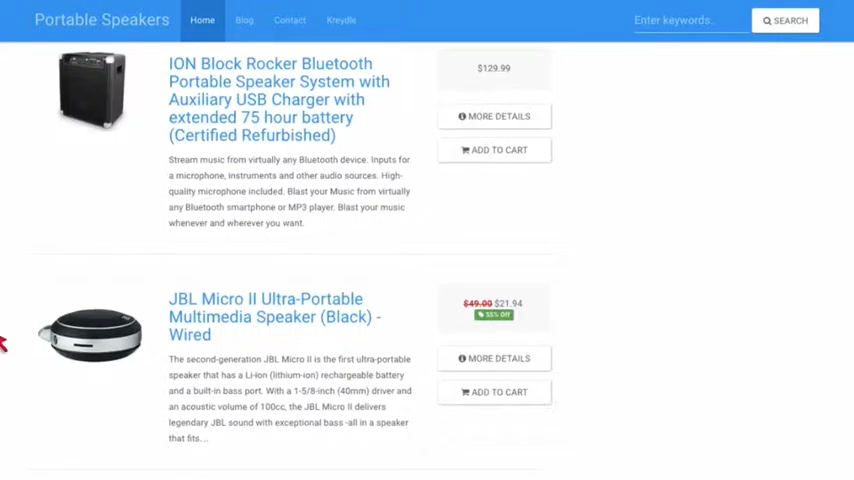 Portable Speakers Home Blog Contact Kreydle Enter keywords.. SEARCH
ION Block Rocker Bluetooth
Portable Speaker System with
Auxiliary USB Charger with
extended 75 hour battery
(Certified Refurbished)
Stream music from virtually any Bluetooth device. Inputs for
a microphone, instruments and other audio sources. High-
quality microphone included. Blast your Music from virtually
any Bluetooth smartphone or MP3 player. Blast your music
whenever and wherever you want.
$129.99
MORE DETAILS
ADD TO CART
JBL Micro II Ultra-Portable
Multimedia Speaker (Black) -
Wired
The second-generation JBL Micro II is the first ultra-portable
speaker that has a Li-Ion (lithium-ion) rechargeable battery
and a built-in bass port. With a 1-5/8-inch (40mm) driver and
an acoustic volume of 100cc, the JBL Micro II delivers
legendary JBL sound with exceptional bass -all in a speaker
that fits...
$49.00 $21.94
55% Off
MORE DETAILS
ADD TO CART